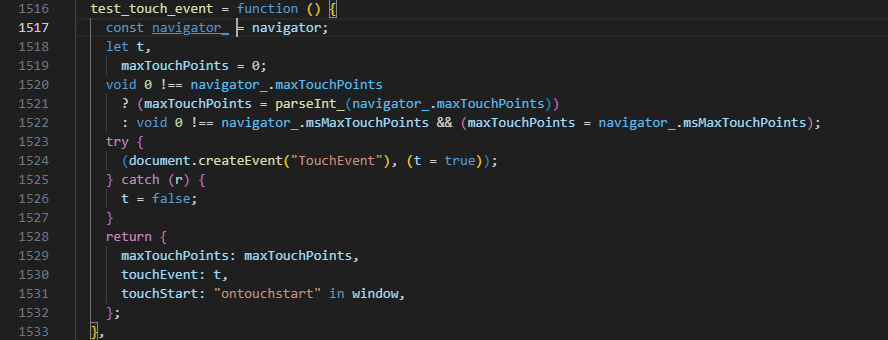 1516 test_touch_event = function () {
1517 const navigator_ = navigator;
1518 let t,
1519 maxTouchPoints = 0;
1520 void 0 !== navigator_.maxTouchPoints
1521 ? (maxTouchPoints = parseInt_(navigator_.maxTouchPoints))
1522 : void 0 !== navigator_.msMaxTouchPoints && (maxTouchPoints = navigator_.msMaxTouchPoints);
1523 try {
1524 (document.createEvent("TouchEvent"), (t = true));
1525 } catch (r) {
1526 t = false;
1527 }
1528 return {
1529 maxTouchPoints: maxTouchPoints,
1530 touchEvent: t,
1531 touchStart: "ontouchstart" in window,
1532 };
1533 },